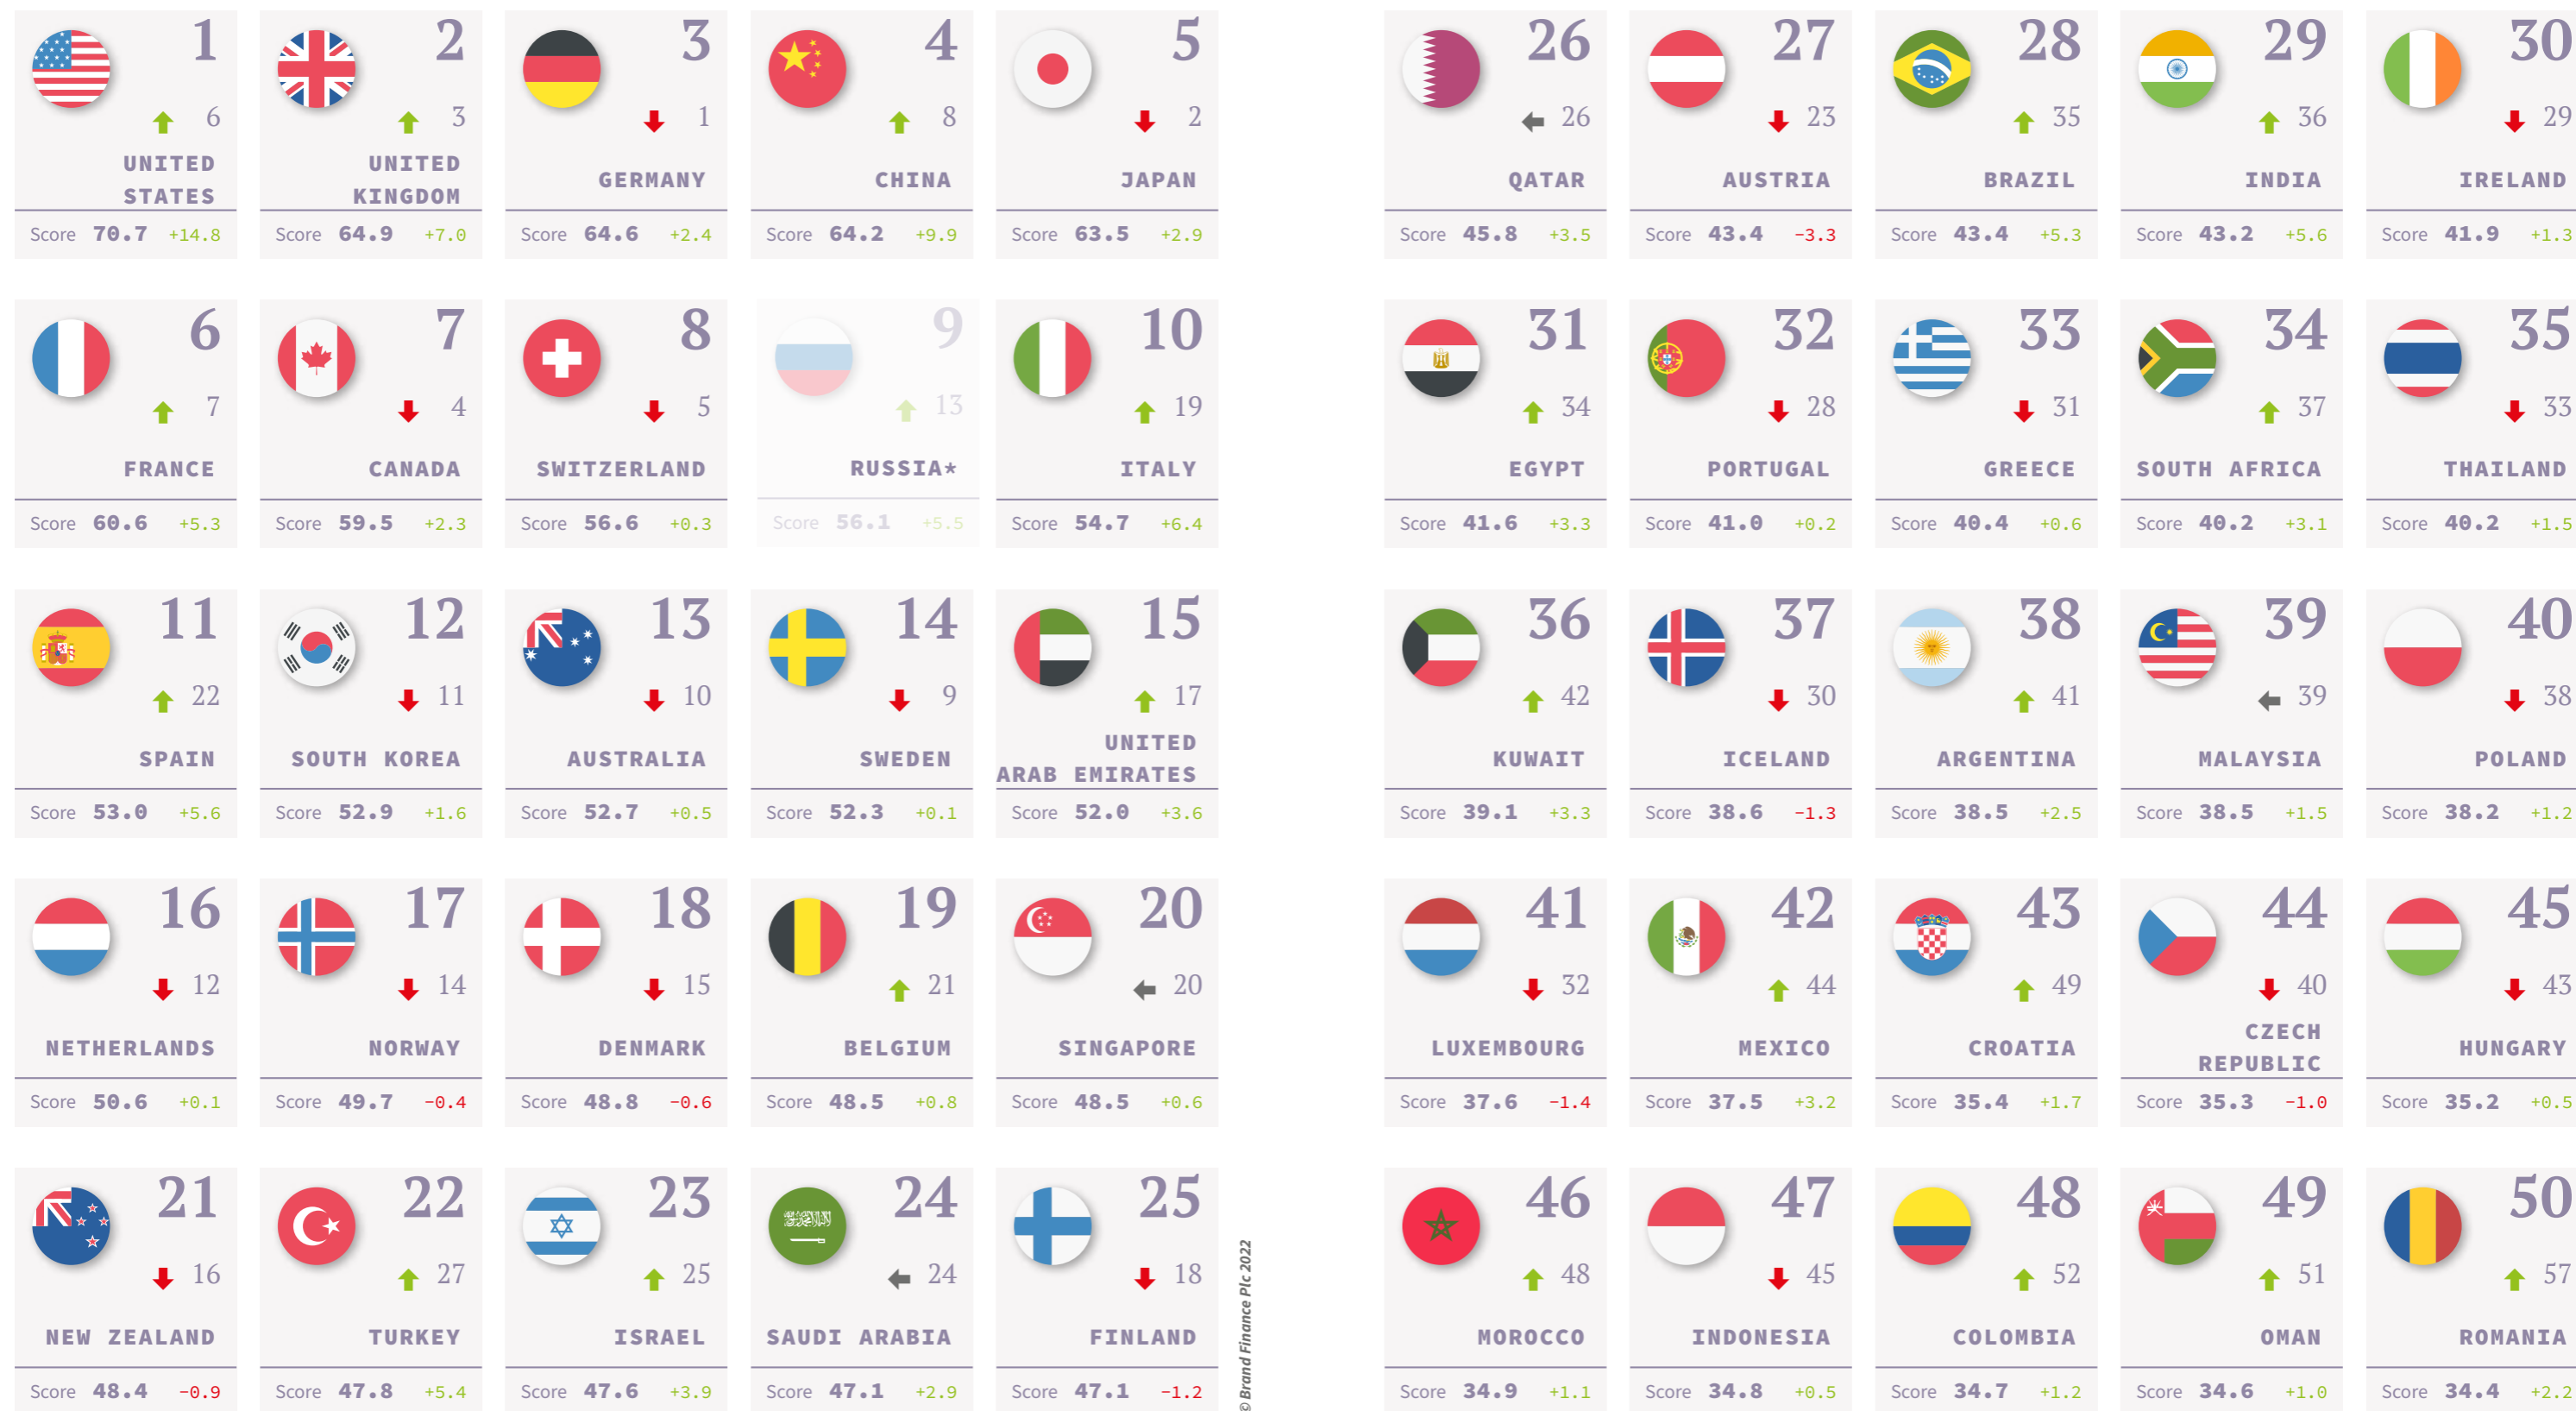 1
6
UNITED
STATES
Score 70.7 +14.8
2
3
UNITED
KINGDOM
Score 64.9 +7.0
3
1
GERMANY
Score 64.6 +2.4
4
8
CHINA
Score 64.2 +9.9
5
2
JAPAN
Score 63.5 +2.9
6
7
FRANCE
Score 60.6 +5.3
7
4
CANADA
Score 59.5 +2.3
8
5
SWITZERLAND
Score 56.6 +0.3
9
13
RUSSIA*
Score 56.1 +5.5
10
19
ITALY
Score 54.7 +6.4
11
22
SPAIN
Score 53.0 +5.6
12
11
SOUTH KOREA
Score 52.9 +1.6
13
10
AUSTRALIA
Score 52.7 +0.5
14
9
SWEDEN
Score 52.3 +0.1
15
17
UNITED
ARAB EMIRATES
Score 52.0 +3.6
16
12
NETHERLANDS
Score 50.6 +0.1
17
14
NORWAY
Score 49.7 -0.4
18
15
DENMARK
Score 48.8 -0.6
19
21
BELGIUM
Score 48.5 +0.8
20
20
SINGAPORE
Score 48.5 +0.6
21
16
NEW ZEALAND
Score 48.4 -0.9
22
27
TURKEY
Score 47.8 +5.4
23
25
ISRAEL
Score 47.6 +3.9
24
24
SAUDI ARABIA
Score 47.1 +2.9
25
18
FINLAND
Score 47.1 -1.2
© Brand Finance Plc 2022
26
26
QATAR
Score 45.8 +3.5
27
23
AUSTRIA
Score 43.4 -3.3
28
35
BRAZIL
Score 43.4 +5.3
29
36
INDIA
Score 43.2 +5.6
30
29
IRELAND
Score 41.9 +1.3
31
34
EGYPT
Score 41.6 +3.3
32
28
PORTUGAL
Score 41.0 +0.2
33
31
GREECE
Score 40.4 +0.6
34
37
SOUTH AFRICA
Score 40.2 +3.1
35
33
THAILAND
Score 40.2 +1.5
36
42
KUWAIT
Score 39.1 +3.3
37
30
ICELAND
Score 38.6 -1.3
38
41
ARGENTINA
Score 38.5 +2.5
39
39
MALAYSIA
Score 38.5 +1.5
40
38
POLAND
Score 38.2 +1.2
41
32
LUXEMBOURG
Score 37.6 -1.4
42
44
MEXICO
Score 37.5 +3.2
43
49
CROATIA
Score 35.4 +1.7
44
40
CZECH
REPUBLIC
Score 35.3 -1.0
45
43
HUNGARY
Score 35.2 +0.5
46
48
MOROCCO
Score 34.9 +1.1
47
45
INDONESIA
Score 34.8 +0.5
48
52
COLOMBIA
Score 34.7 +1.2
49
51
OMAN
Score 34.6 +1.0
50
57
ROMANIA
Score 34.4 +2.2